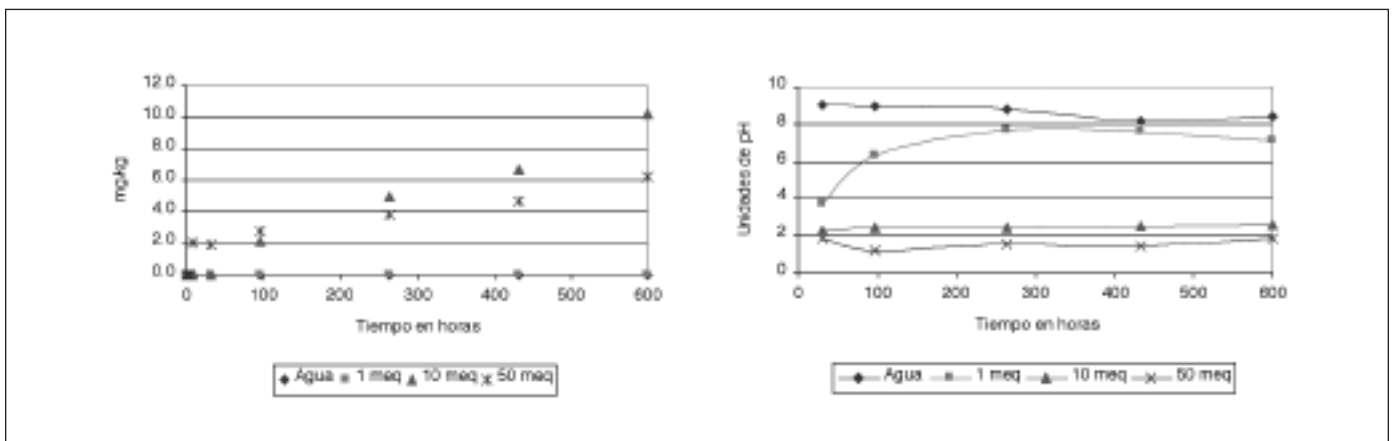 12.0
10.0
8.0
6.0
4.0
2.0
0.0
mg/kg
0 100 200 300 400 500 600
Tiempo en horas
Agua 1 meq 10 meq 50 meq
10
8
6
4
2
0
Unidades de pH
0 100 200 300 400 500 600
Tiempo en horas
Agua 1 meq 10 meq 50 meq